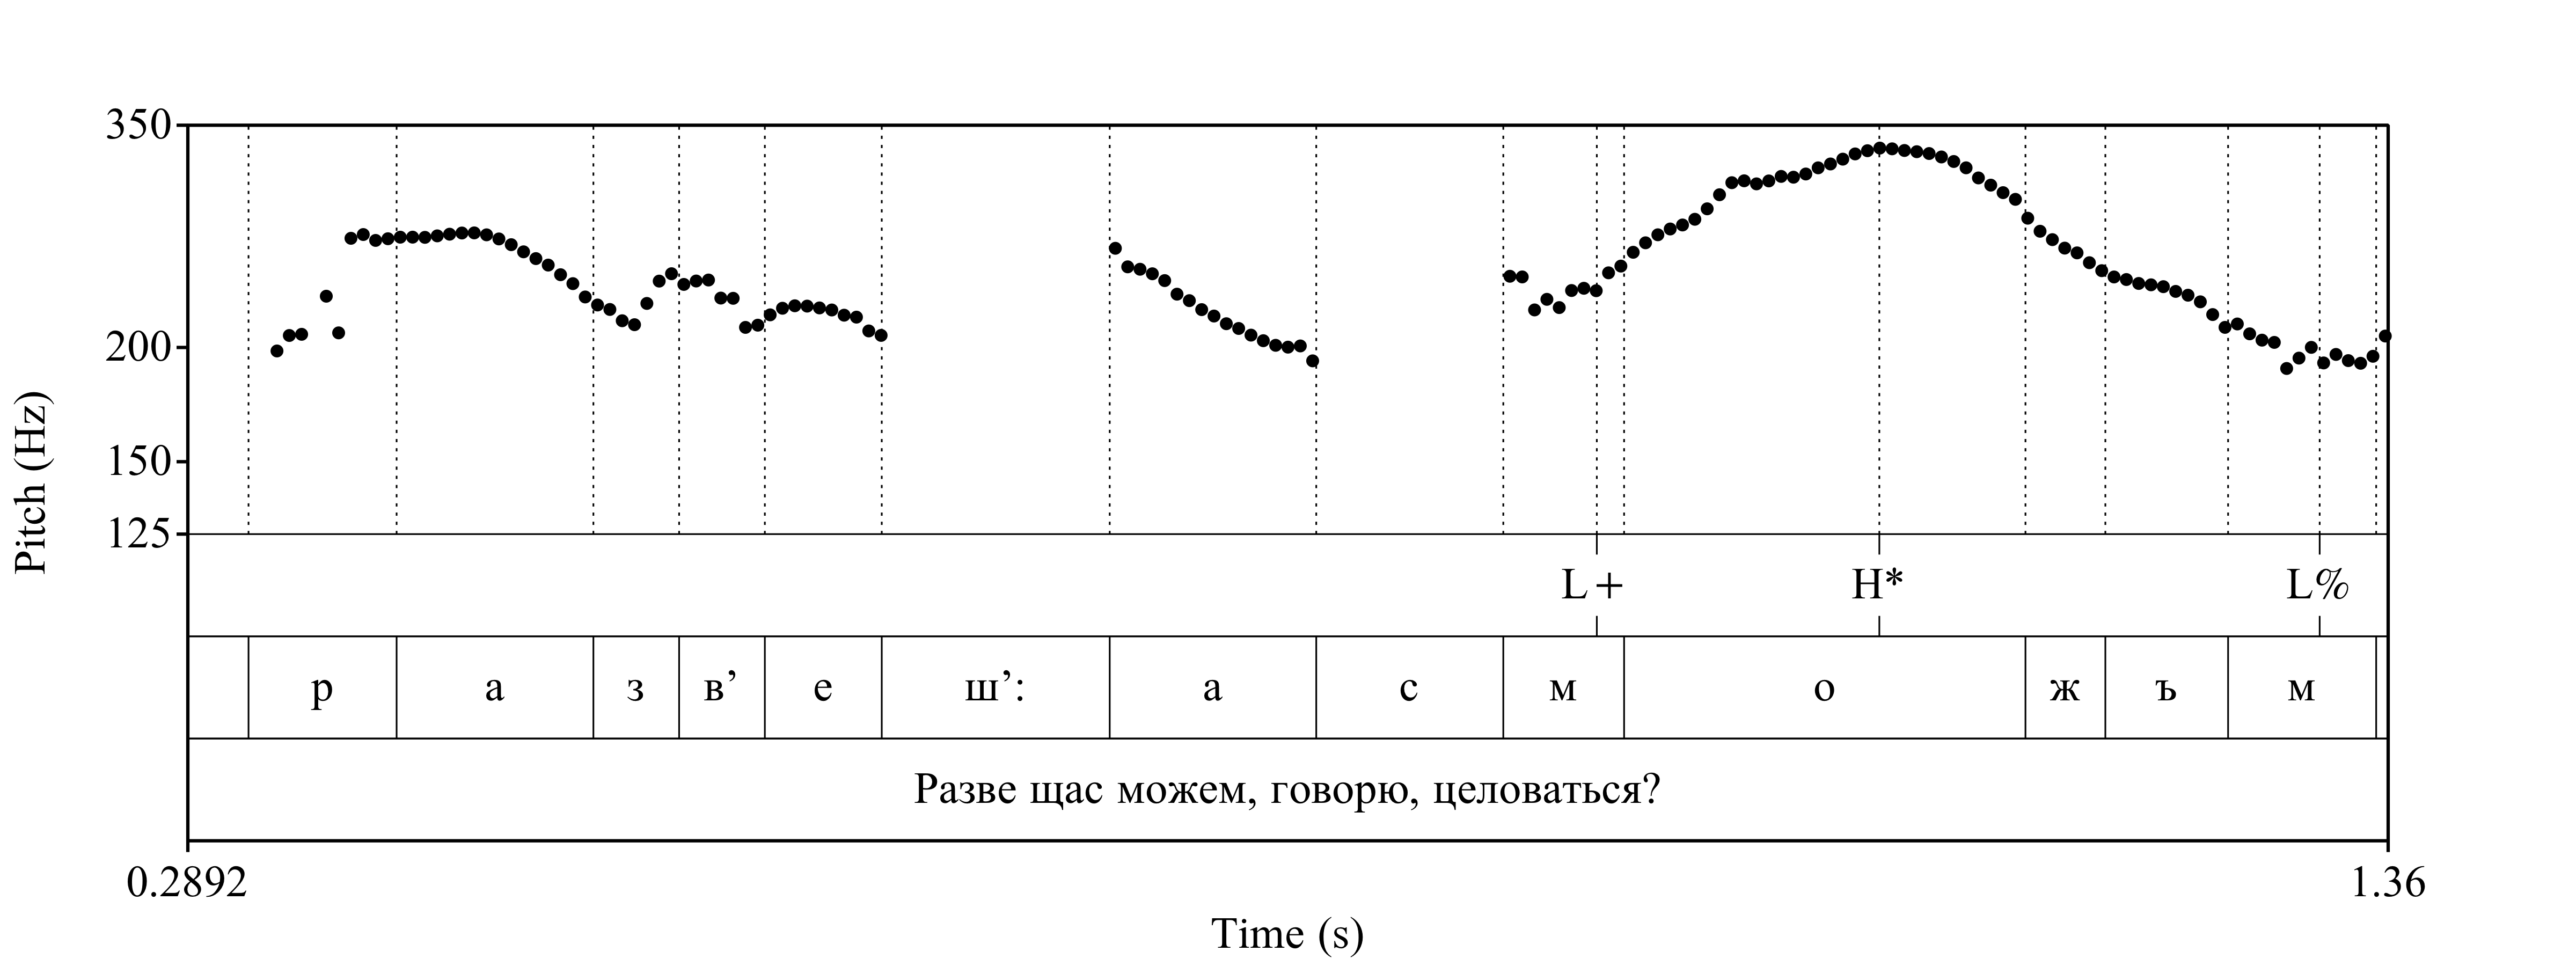 350
200
150
125
Pitch (Hz)
L+ H* L%
р а з в’ е ш’: а с м о ж ъ м
Разве щас можем, говорю, целоваться?
0.2892 1.36
Time (s)